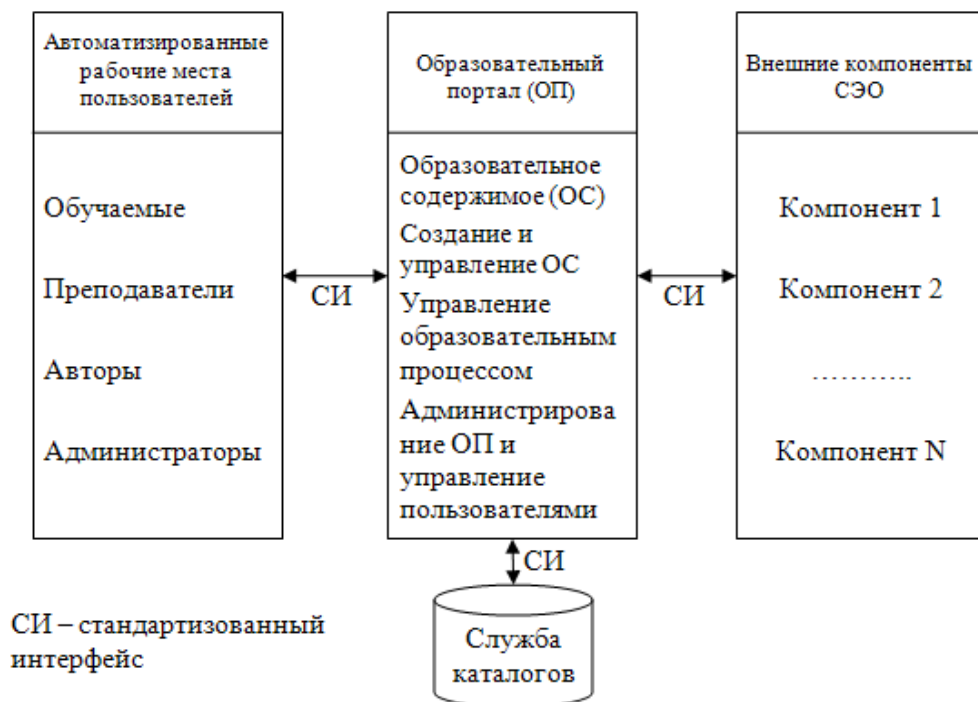 Автоматизированные
рабочие места
пользователей
Обучаемые
Преподаватели
Авторы
Администраторы
СИ
Образовательный
портал (ОП)
Образовательное
содержимое (ОС)
Создание и
управление ОС
Управление
образовательным
процессом
Администрирова
ние ОП и
управление
пользователями
СИ
Внешние компоненты
СЭО
Компонент 1
Компонент 2
………..
Компонент N
СИ
Служба
каталогов
СИ – стандартизованный
интерфейс